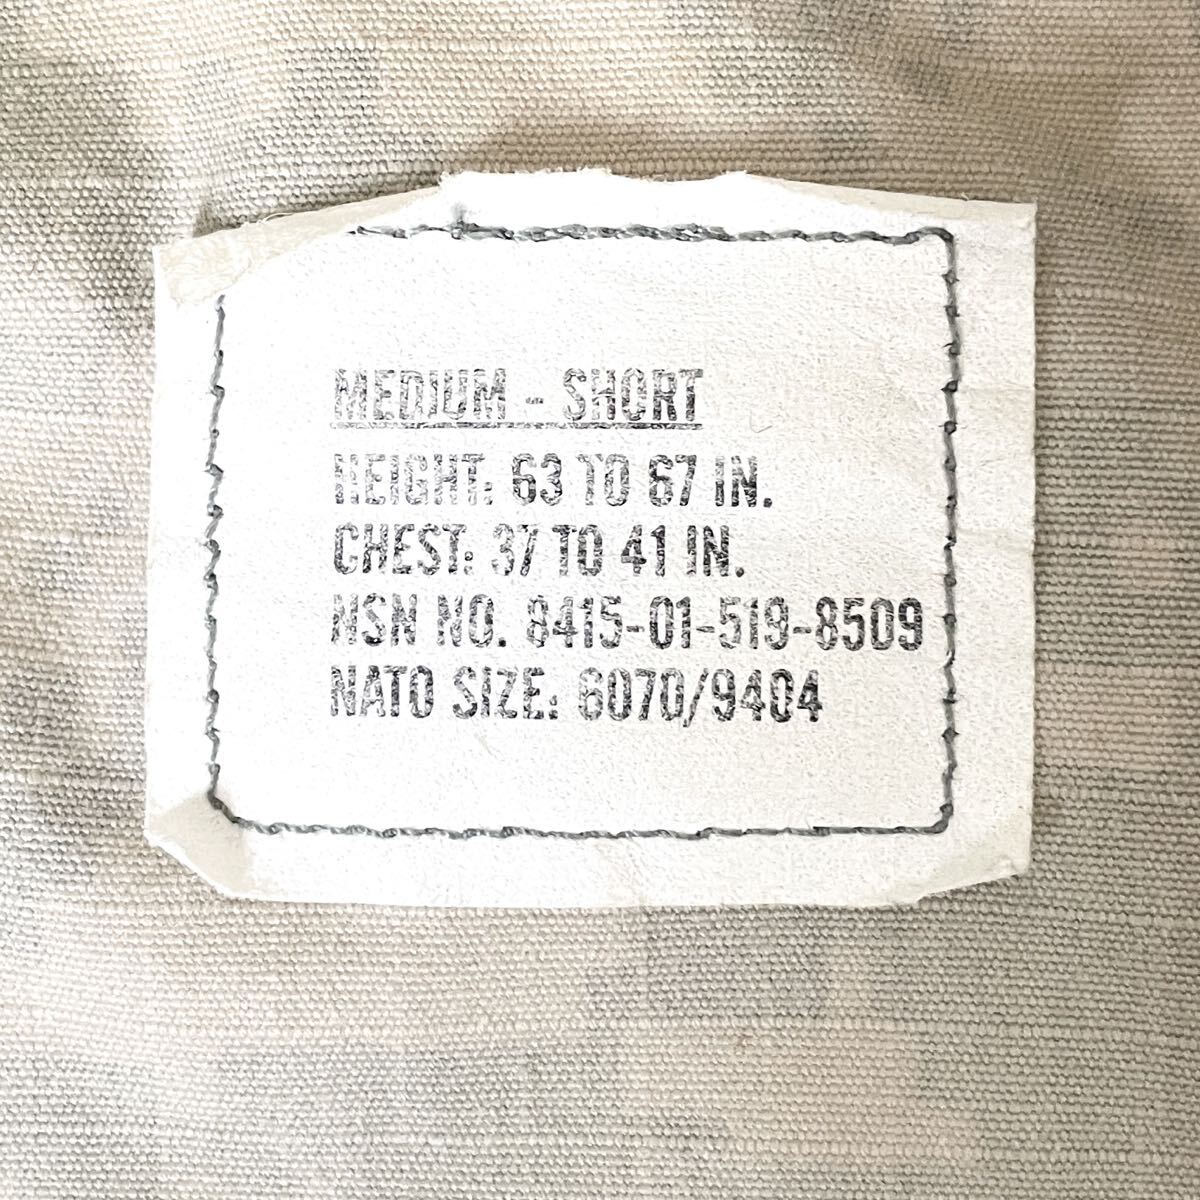 MEDIUM - SHORT
HEIGHT: 63 TO 67 IN.
CHEST: 37 TO 41 IN.
NSN NO. 8415-01-519-8509
NATO SIZE: 6070/9404